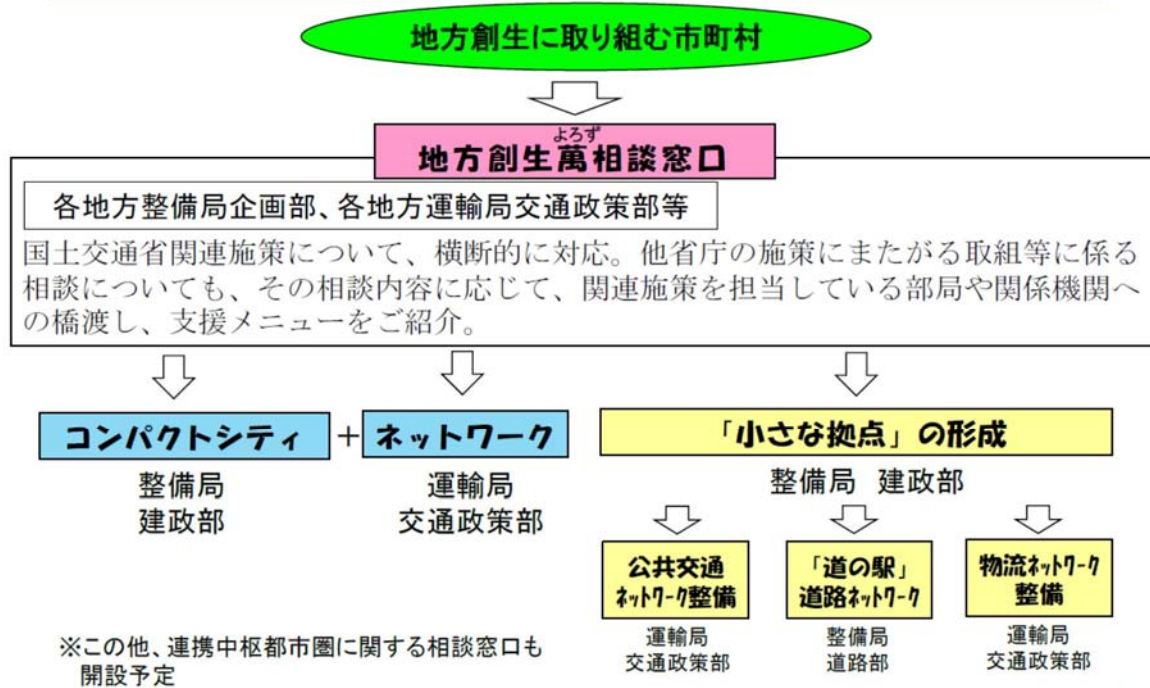 地方創生に取り組む市町村
よろず
地方創生萬相談窓口
各地方整備局企画部、各地方運輸局交通政策部等
国土交通省関連施策について、横断的に対応。他省庁の施策にまたがる取組等に係る
相談についても、その相談内容に応じて、関連施策を担当している部局や関係機関へ
の橋渡し、支援メニューをご紹介。
コンパクトシティ + ネットワーク
整備局
建政部
運輸局
交通政策部
「小さな拠点」の形成
整備局 建政部
公共交通
ネットワーク整備
運輸局
交通政策部
「道の駅」
道路ネットワーク
整備局
道路部
物流ネットワーク
整備
運輸局
交通政策部
※この他、連携中枢都市圏に関する相談窓口も
開設予定